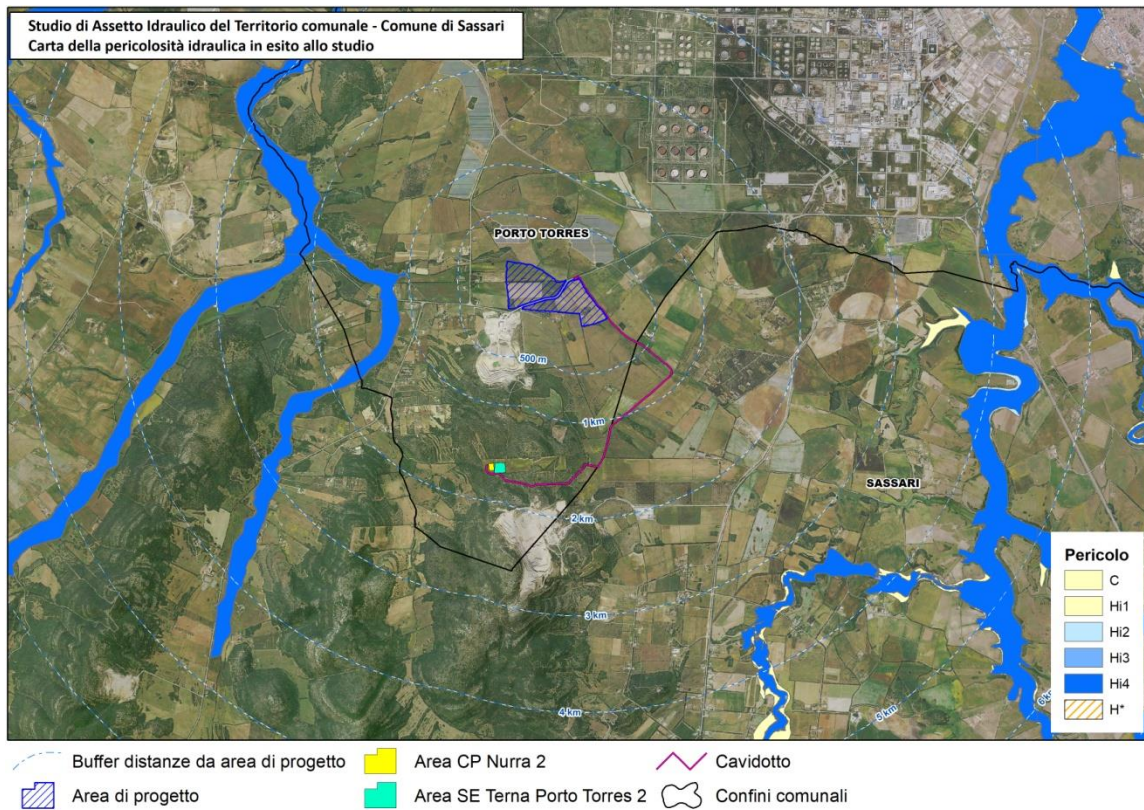 Studio di Assetto Idraulico del Territorio comunale - Comune di Sassari
Carta della pericolosità idraulica in esito allo studio
PORTO TORRES
500 m
1 km
SASSARI
2 km
3 km
4 km
5 km
6 km
Pericolo
C
Hi1
Hi2
Hi3
Hi4
H*
Buffer distanze da area di progetto
Area CP Nurra 2
Cavidotto
Area di progetto
Area SE Terna Porto Torres 2
Confini comunali